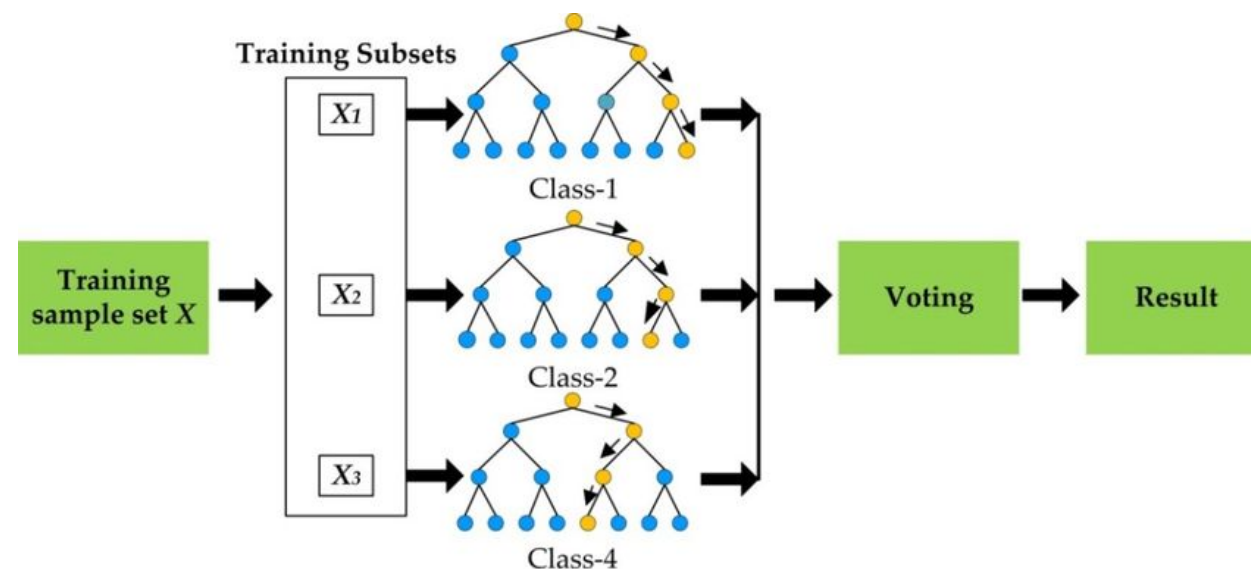 Training Subsets
X1
Class-1
Training
sample set X
X2
Class-2
Voting
Result
X3
Class-4